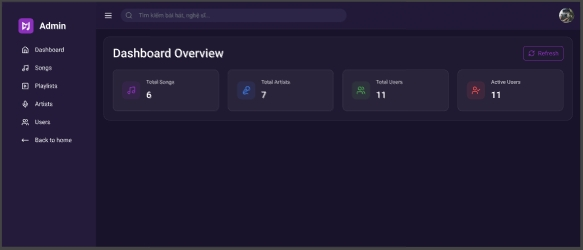 Admin
Tìm kiếm bài hát, nghệ sĩ...
Dashboard
Songs
Playlists
Artists
Users
Back to home
Dashboard Overview
Refresh
Total Songs
6
Total Artists
7
Total Users
11
Active Users
11